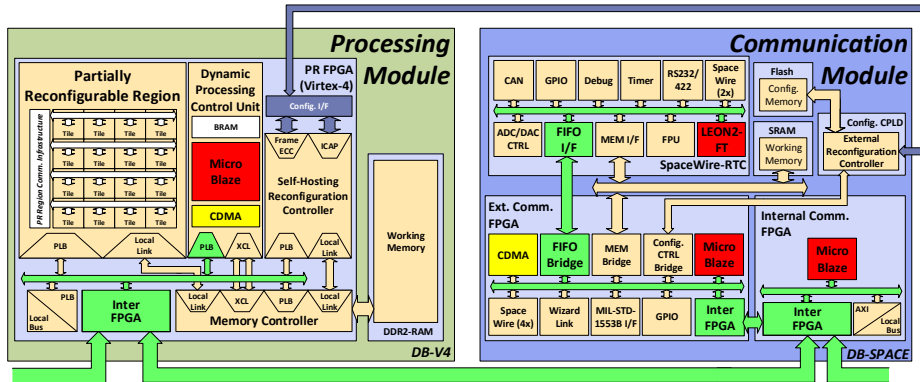 Processing
Module
Partially
Reconfigurable Region
PR Region Comm. Infrastructure
Tile Tile Tile Tile
Tile Tile Tile Tile
Tile Tile Tile Tile
Tile Tile Tile Tile
PLB
Local
Link
Dynamic
Processing
Control Unit
BRAM
Micro
Blaze
CDMA
PLB
XCL
PR FPGA
(Virtex-4)
Config. I/F
Frame
ECC
ICAP
Self-Hosting
Reconfiguration
Controller
PLB
Local
Link
Working
Memory
DDR2-RAM
PLB
Local
Bus
Inter
FPGA
Local
Link
XCL
PLB
Local
Link
Memory Controller
DB-V4
Communication
Module
CAN
GPIO
Debug
Timer
RS232/
422
Space
Wire
(2x)
ADC/DAC
CTRL
FIFO
I/F
MEM I/F
FPU
LEON2-
FT
SpaceWire-RTC
Flash
Config.
Memory
SRAM
Working
Memory
Config. CPLD
External
Reconfiguration
Controller
Ext. Comm.
FPGA
CDMA
FIFO
Bridge
MEM
Bridge
Config.
CTRL
Bridge
Micro
Blaze
Space
Wire (4x)
Wizard
Link
MIL-STD-
1553B I/F
GPIO
Inter
FPGA
Internal Comm.
FPGA
Micro
Blaze
Inter
FPGA
AXI
Local
Bus
DB-SPACE